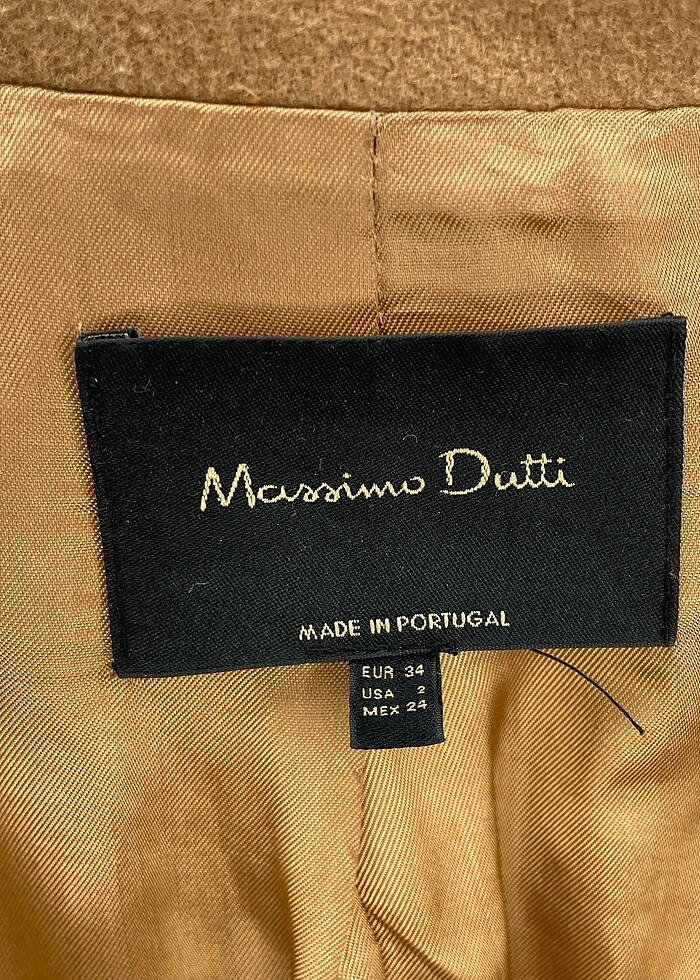 Massimo Dutti
MADE IN PORTUGAL
EUR 34
USA 2
MEX 24